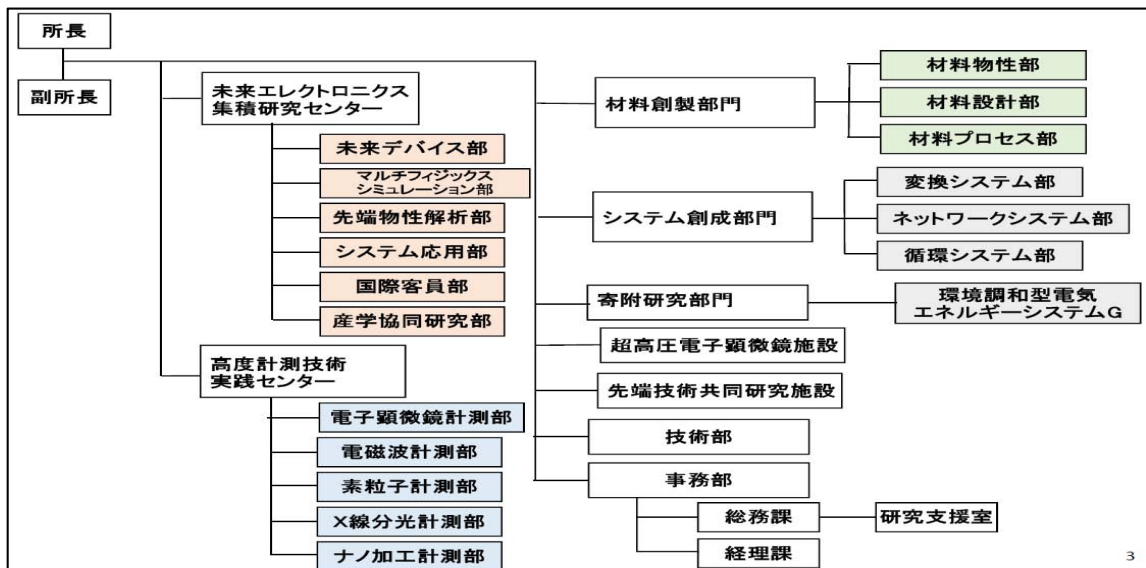 所長
副所長
未来エレクトロニクス
集積研究センター
未来デバイス部
マルチフィジックス
シミュレーション部
先端物性解析部
システム応用部
国際客員部
産学協同研究部
高度計測技術
実践センター
電子顕微鏡計測部
電磁波計測部
素粒子計測部
X線分光計測部
ナノ加工計測部
材料創製部門
材料物性部
材料設計部
材料プロセス部
システム創成部門
変換システム部
ネットワークシステム部
循環システム部
寄附研究部門
環境調和型電気
エネルギーシステムG
超高圧電子顕微鏡施設
先端技術共同研究施設
技術部
事務部
総務課
研究支援室
経理課
3